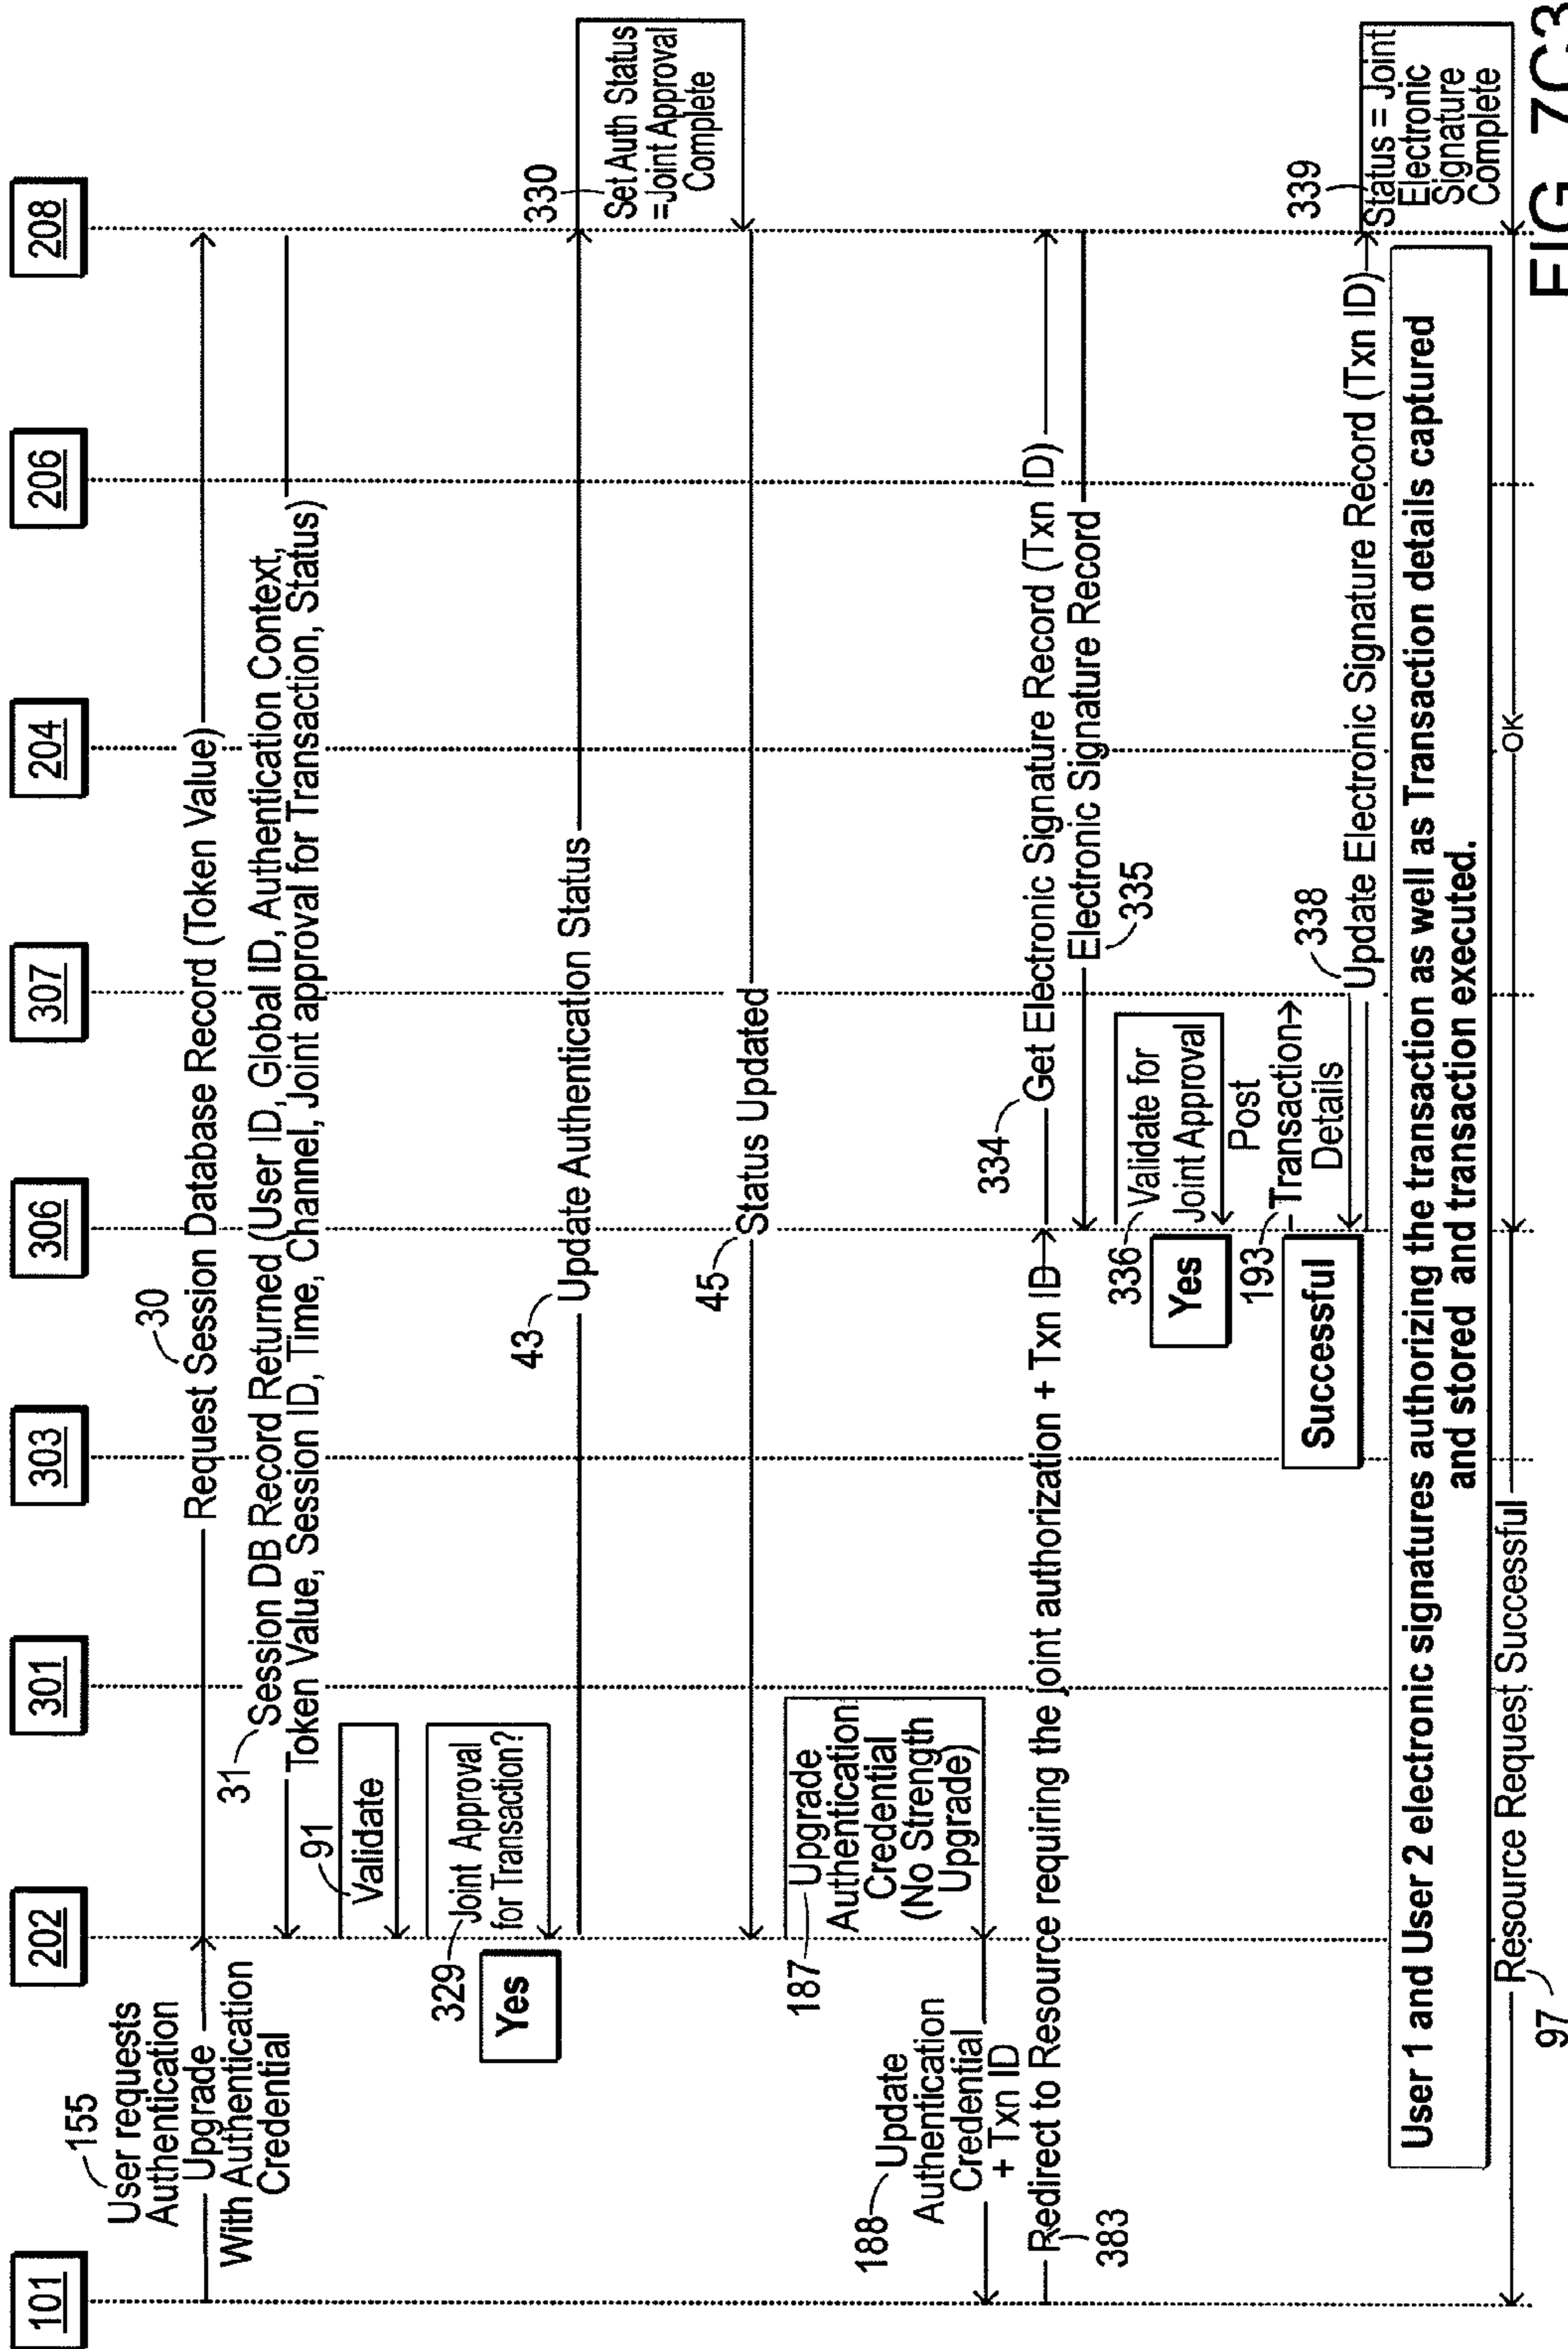 101
202
301
303
306
307
204
206
208
155
User requests
Authentication
Upgrade
With Authentication
Credential
30
Request Session Database Record (Token Value)
31
Session DB Record Returned (User ID, Global ID, Authentication Context,
Token Value, Session ID, Time, Channel, Joint approval for Transaction, Status)
91
Validate
329
Joint Approval
for Transaction?
Yes
43
Update Authentication Status
330
Set Auth Status
=Joint Approval
Complete
45
Status Updated
187
Upgrade
Authentication
Credential
(No Strength
Upgrade)
188
Update
Authentication
Credential
+ Txn ID
Redirect to Resource requiring the joint authorization + Txn ID
383
334
Get Electronic Signature Record (Txn ID)
Electronic Signature Record
335
336
Validate for
Joint Approval
Yes
193
Post
Transaction
Details
Successful
338
Update Electronic Signature Record (Txn ID)
339
Status = Joint
Electronic
Signature
Complete
User 1 and User 2 electronic signatures authorizing the transaction as well as Transaction details captured
and stored and transaction executed.
OK
Resource Request Successful
97
FIG. 7C3